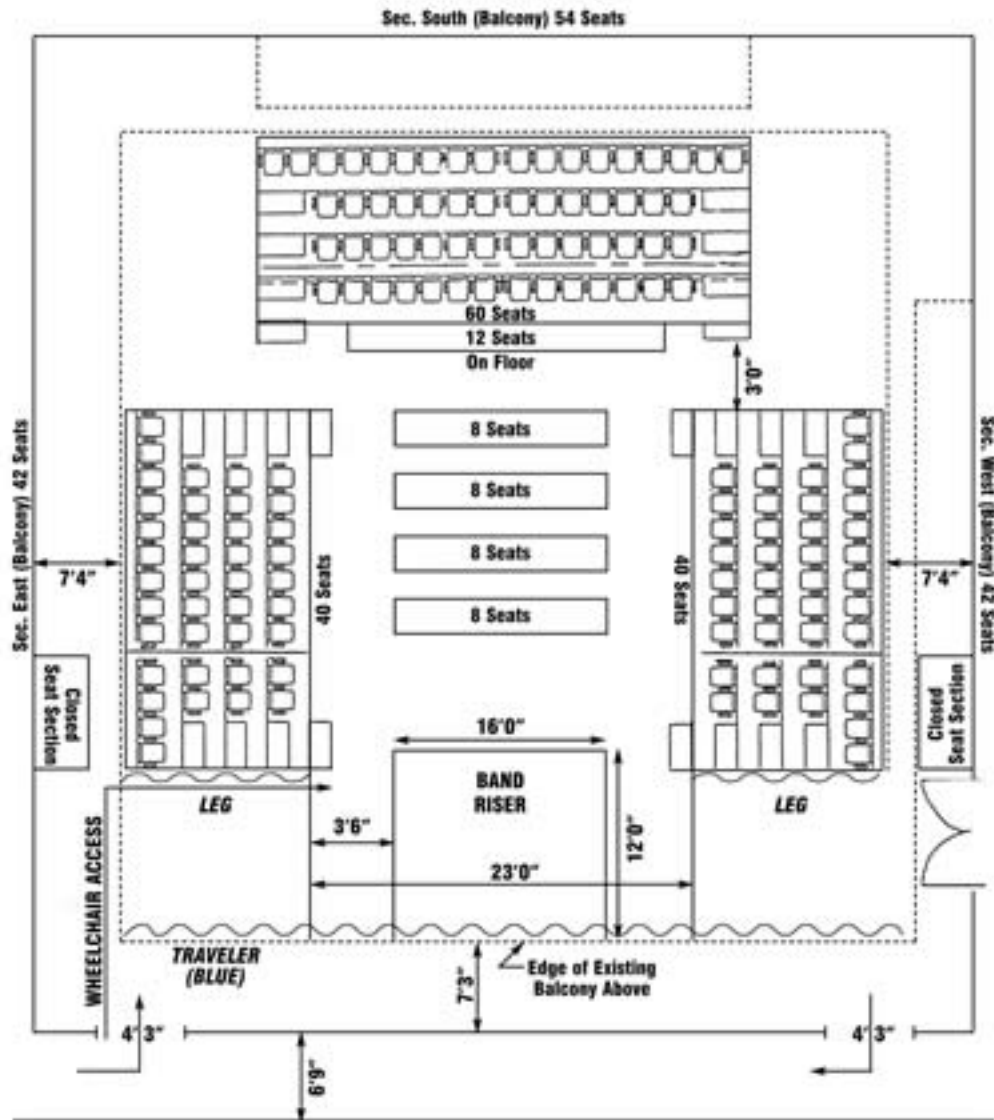 Sec. South (Balcony) 54 Seats
60 Seats
12 Seats
On Floor
3'0"
8 Seats
8 Seats
8 Seats
8 Seats
Sec. East (Balcony) 42 Seats
Sec. West (Balcony) 42 Seats
7'4"
7'4"
40 Seats
40 Seats
Closed
Seat Section
Closed
Seat Section
16'0"
BAND
RISER
LEG
LEG
3'6"
12'0"
23'0"
WHEELCHAIR ACCESS
TRAVELER
(BLUE)
7'3"
Edge of Existing
Balcony Above
4'3"
4'3"
6'9"